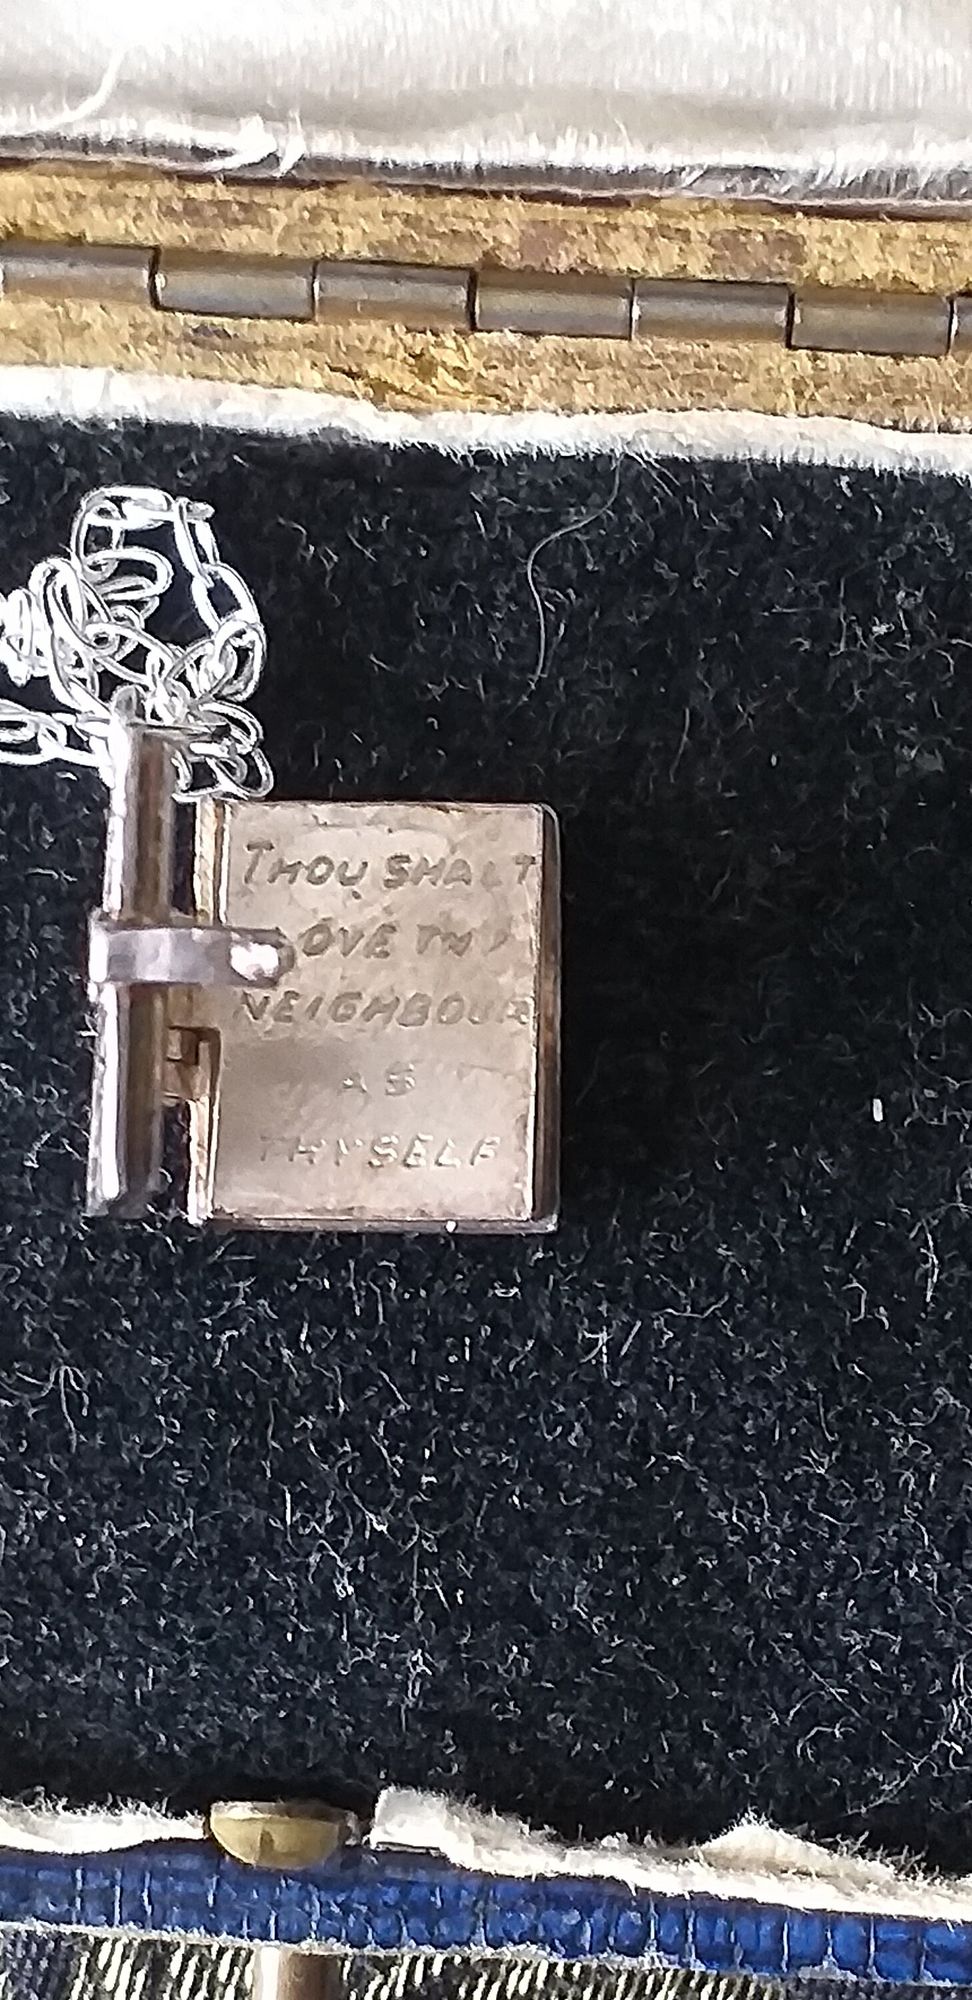 THOU SHALT
LOVE THY
NEIGHBOUR
AS
THYSELF